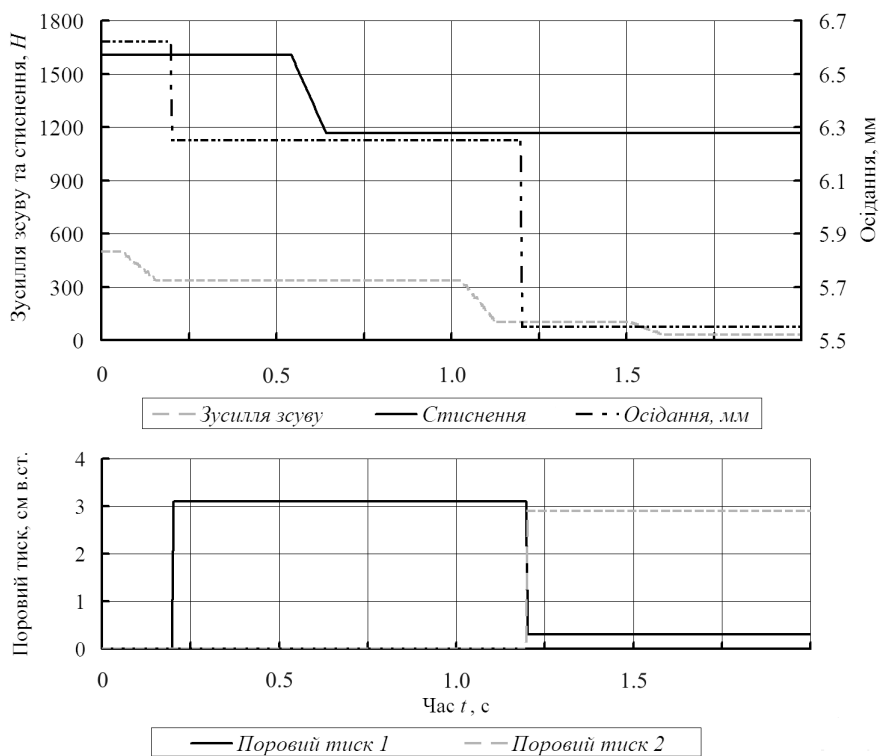 Зусилля зсуву та стиснення, Н
1800
1500
1200
900
600
300
0
6.7
6.5
6.3
6.1
5.9
5.7
5.5
Осідання, мм
0 0.5 1.0 1.5
Зусилля зсуву Стиснення Осідання, мм
Поровий тиск, см в.ст.
4
3
2
1
0
0 0.5 1.0 1.5
Час t, с
Поровий тиск 1 Поровий тиск 2